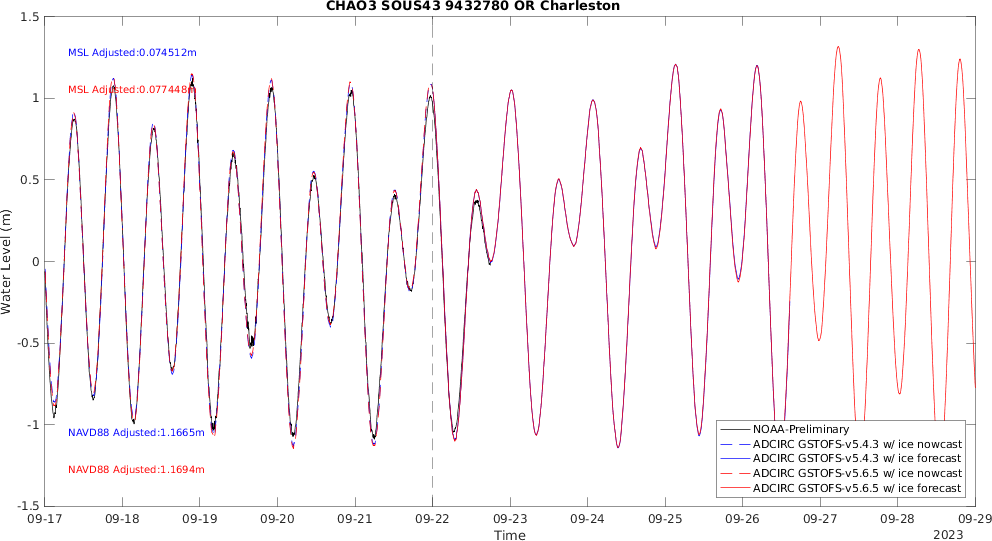 CHAO3 SOUS43 9432780 OR Charleston
1.5
MSL Adjusted:0.074512m
MSL Adjusted:0.077448m
1
0.5
0
-0.5
-1
-1.5
Water Level (m)
NAVD88 Adjusted:1.1665m
NAVD88 Adjusted:1.1694m
NOAA-Preliminary
ADCIRC GSTOFS-v5.4.3 w/ ice nowcast
ADCIRC GSTOFS-v5.4.3 w/ ice forecast
ADCIRC GSTOFS-v5.6.5 w/ ice nowcast
ADCIRC GSTOFS-v5.6.5 w/ ice forecast
09-17 09-18 09-19 09-20 09-21 09-22 09-23 09-24 09-25 09-26 09-27 09-28 09-29
Time
2023